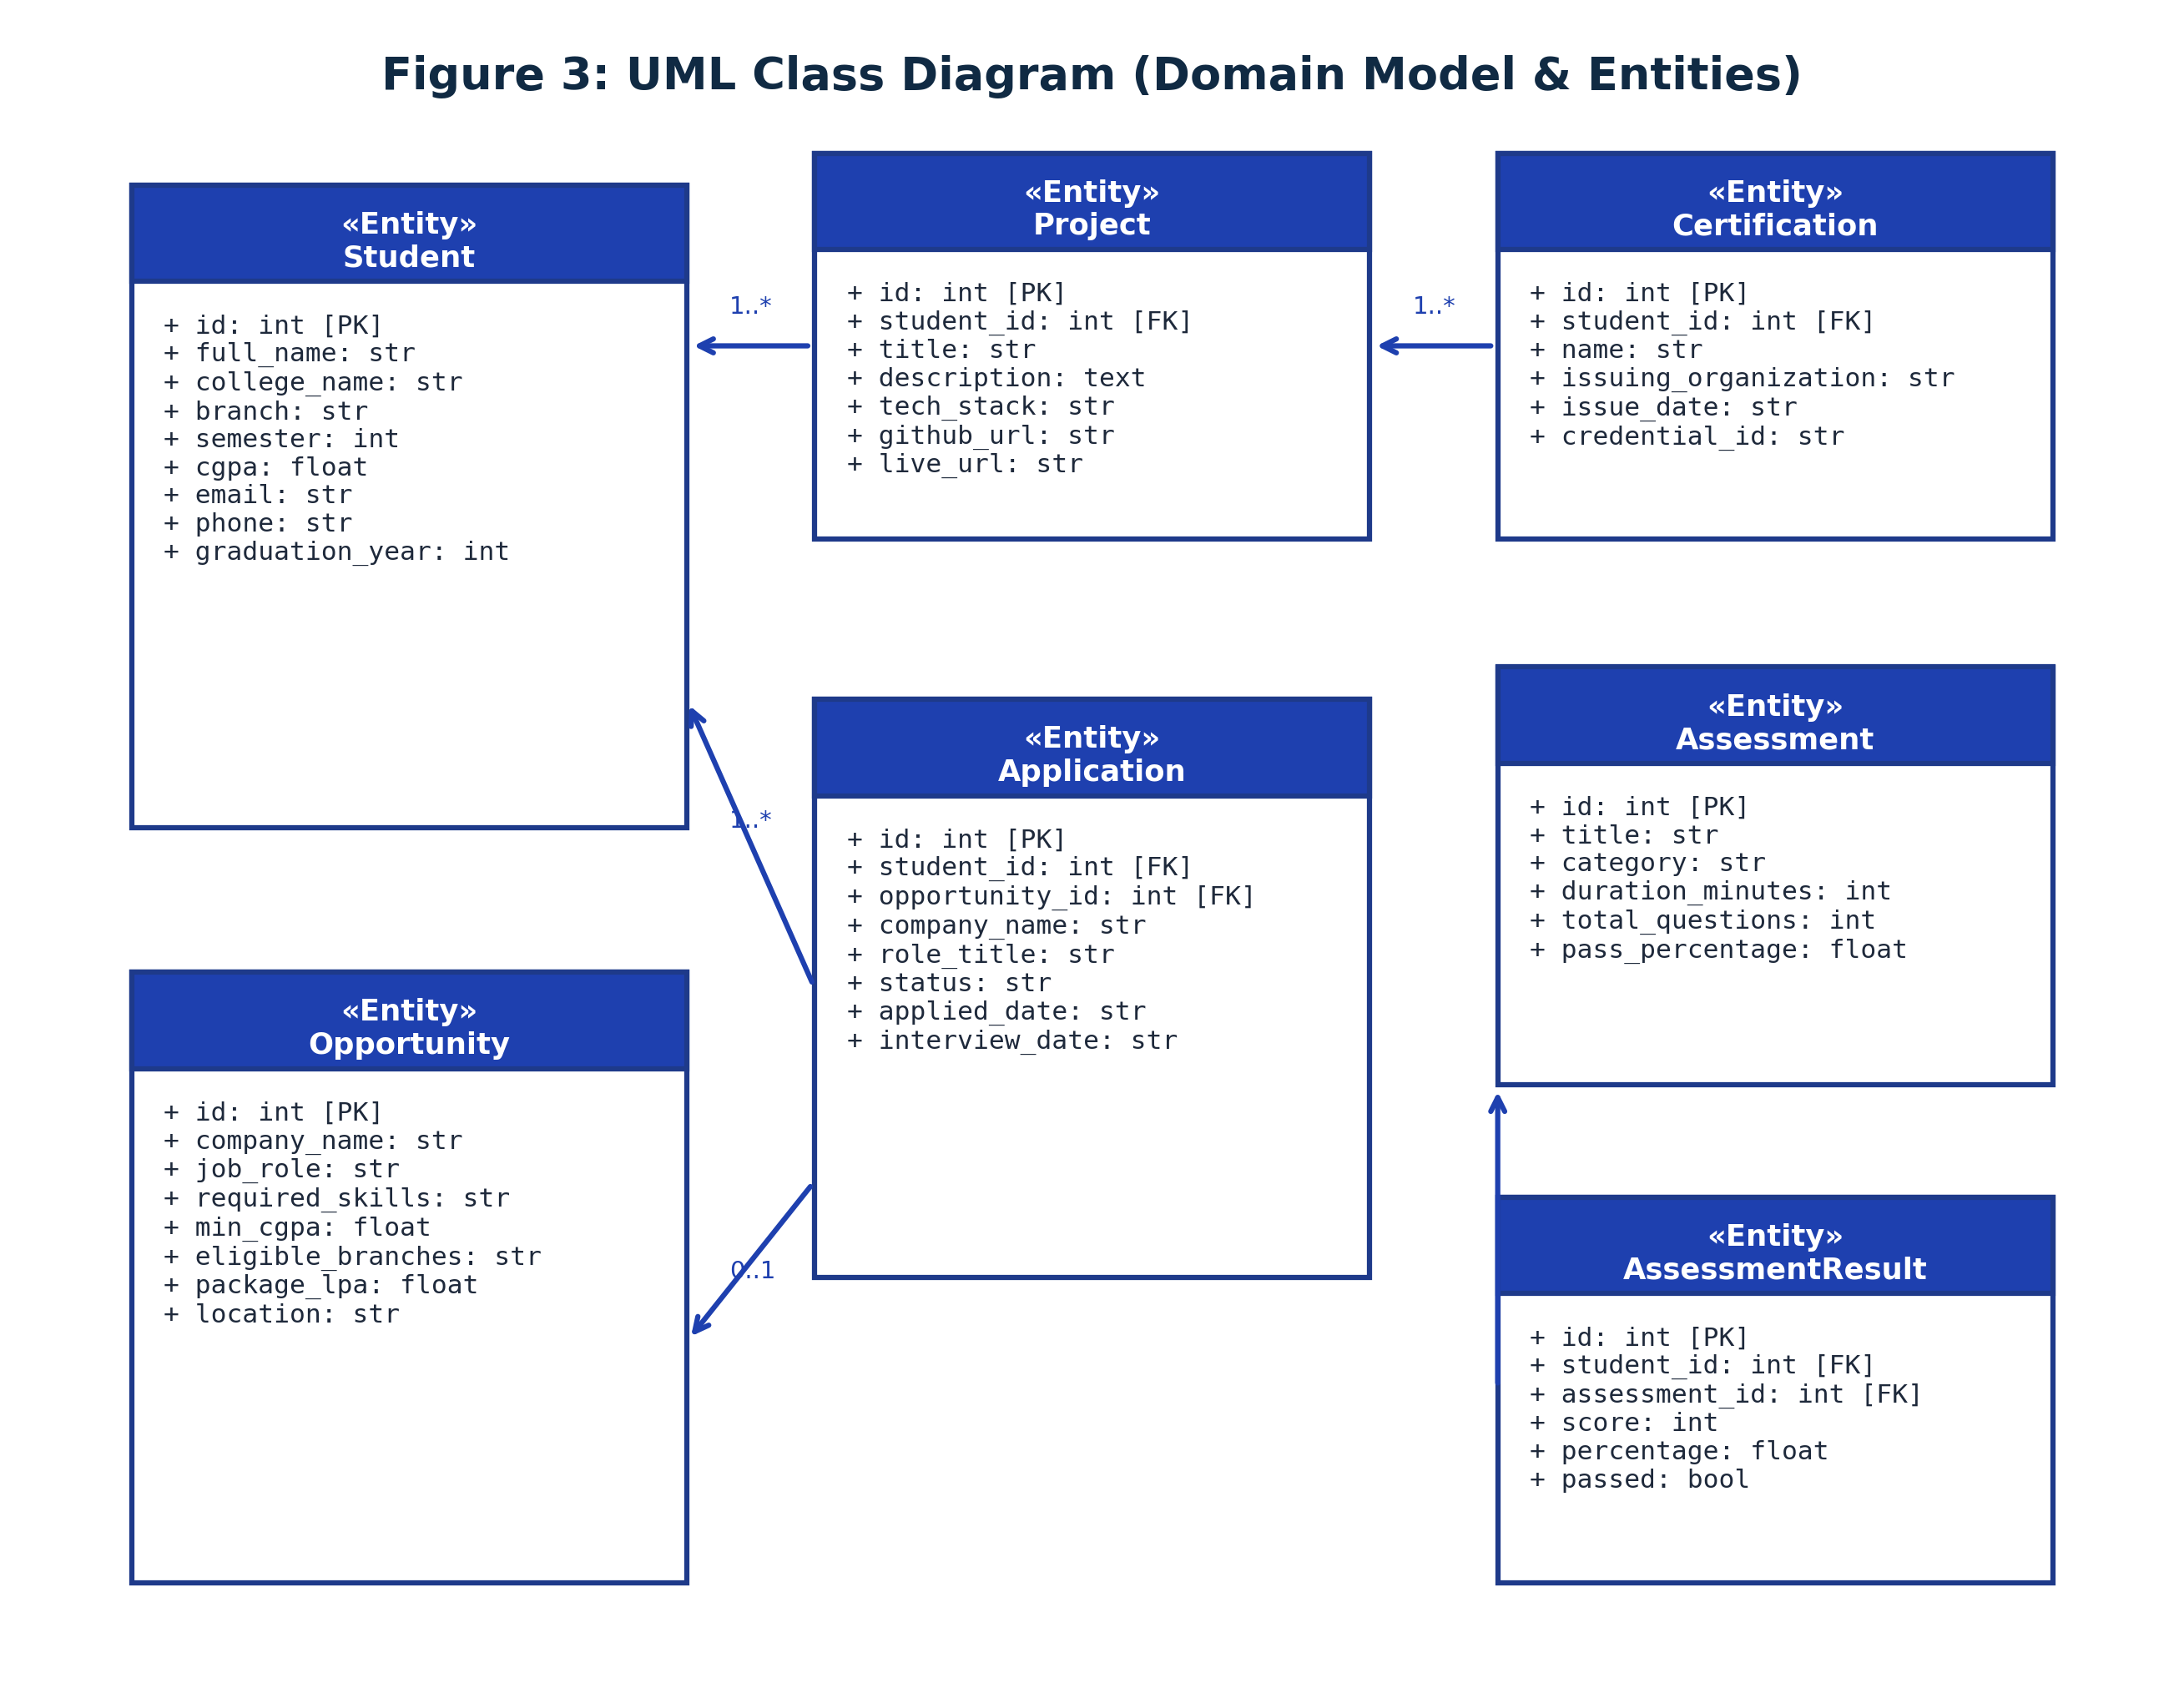 Figure 3: UML Class Diagram (Domain Model & Entities)
«Entity»
Student
+ id: int [PK]
+ full_name: str
+ college_name: str
+ branch: str
+ semester: int
+ cgpa: float
+ email: str
+ phone: str
+ graduation_year: int
1..*
«Entity»
Project
+ id: int [PK]
+ student_id: int [FK]
+ title: str
+ description: text
+ tech_stack: str
+ github_url: str
+ live_url: str
1..*
«Entity»
Certification
+ id: int [PK]
+ student_id: int [FK]
+ name: str
+ issuing_organization: str
+ issue_date: str
+ credential_id: str
1..*
«Entity»
Application
+ id: int [PK]
+ student_id: int [FK]
+ opportunity_id: int [FK]
+ company_name: str
+ role_title: str
+ status: str
+ applied_date: str
+ interview_date: str
«Entity»
Assessment
+ id: int [PK]
+ title: str
+ category: str
+ duration_minutes: int
+ total_questions: int
+ pass_percentage: float
«Entity»
Opportunity
+ id: int [PK]
+ company_name: str
+ job_role: str
+ required_skills: str
+ min_cgpa: float
+ eligible_branches: str
+ package_lpa: float
+ location: str
0..1
«Entity»
AssessmentResult
+ id: int [PK]
+ student_id: int [FK]
+ assessment_id: int [FK]
+ score: int
+ percentage: float
+ passed: bool